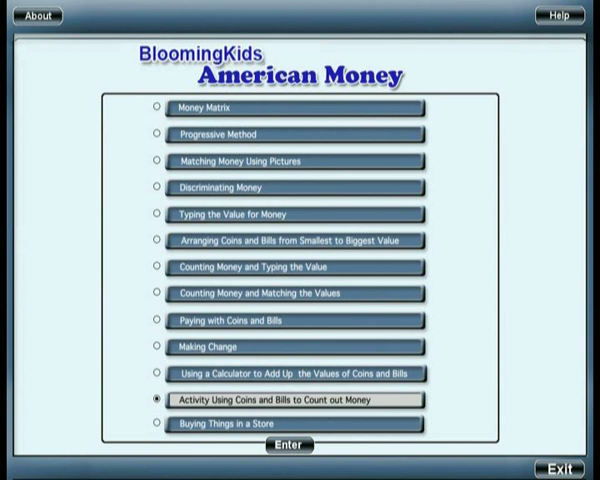 About
Help
BloomingKids
American Money
Money Matrix
Progressive Method
Matching Money Using Pictures
Discriminating Money
Typing the Value for Money
Arranging Coins and Bills from Smallest to Biggest Value
Counting Money and Typing the Value
Counting Money and Matching the Values
Paying with Coins and Bills
Making Change
Using a Calculator to Add Up the Values of Coins and Bills
Activity Using Coins and Bills to Count out Money
Buying Things in a Store
Enter
Exit